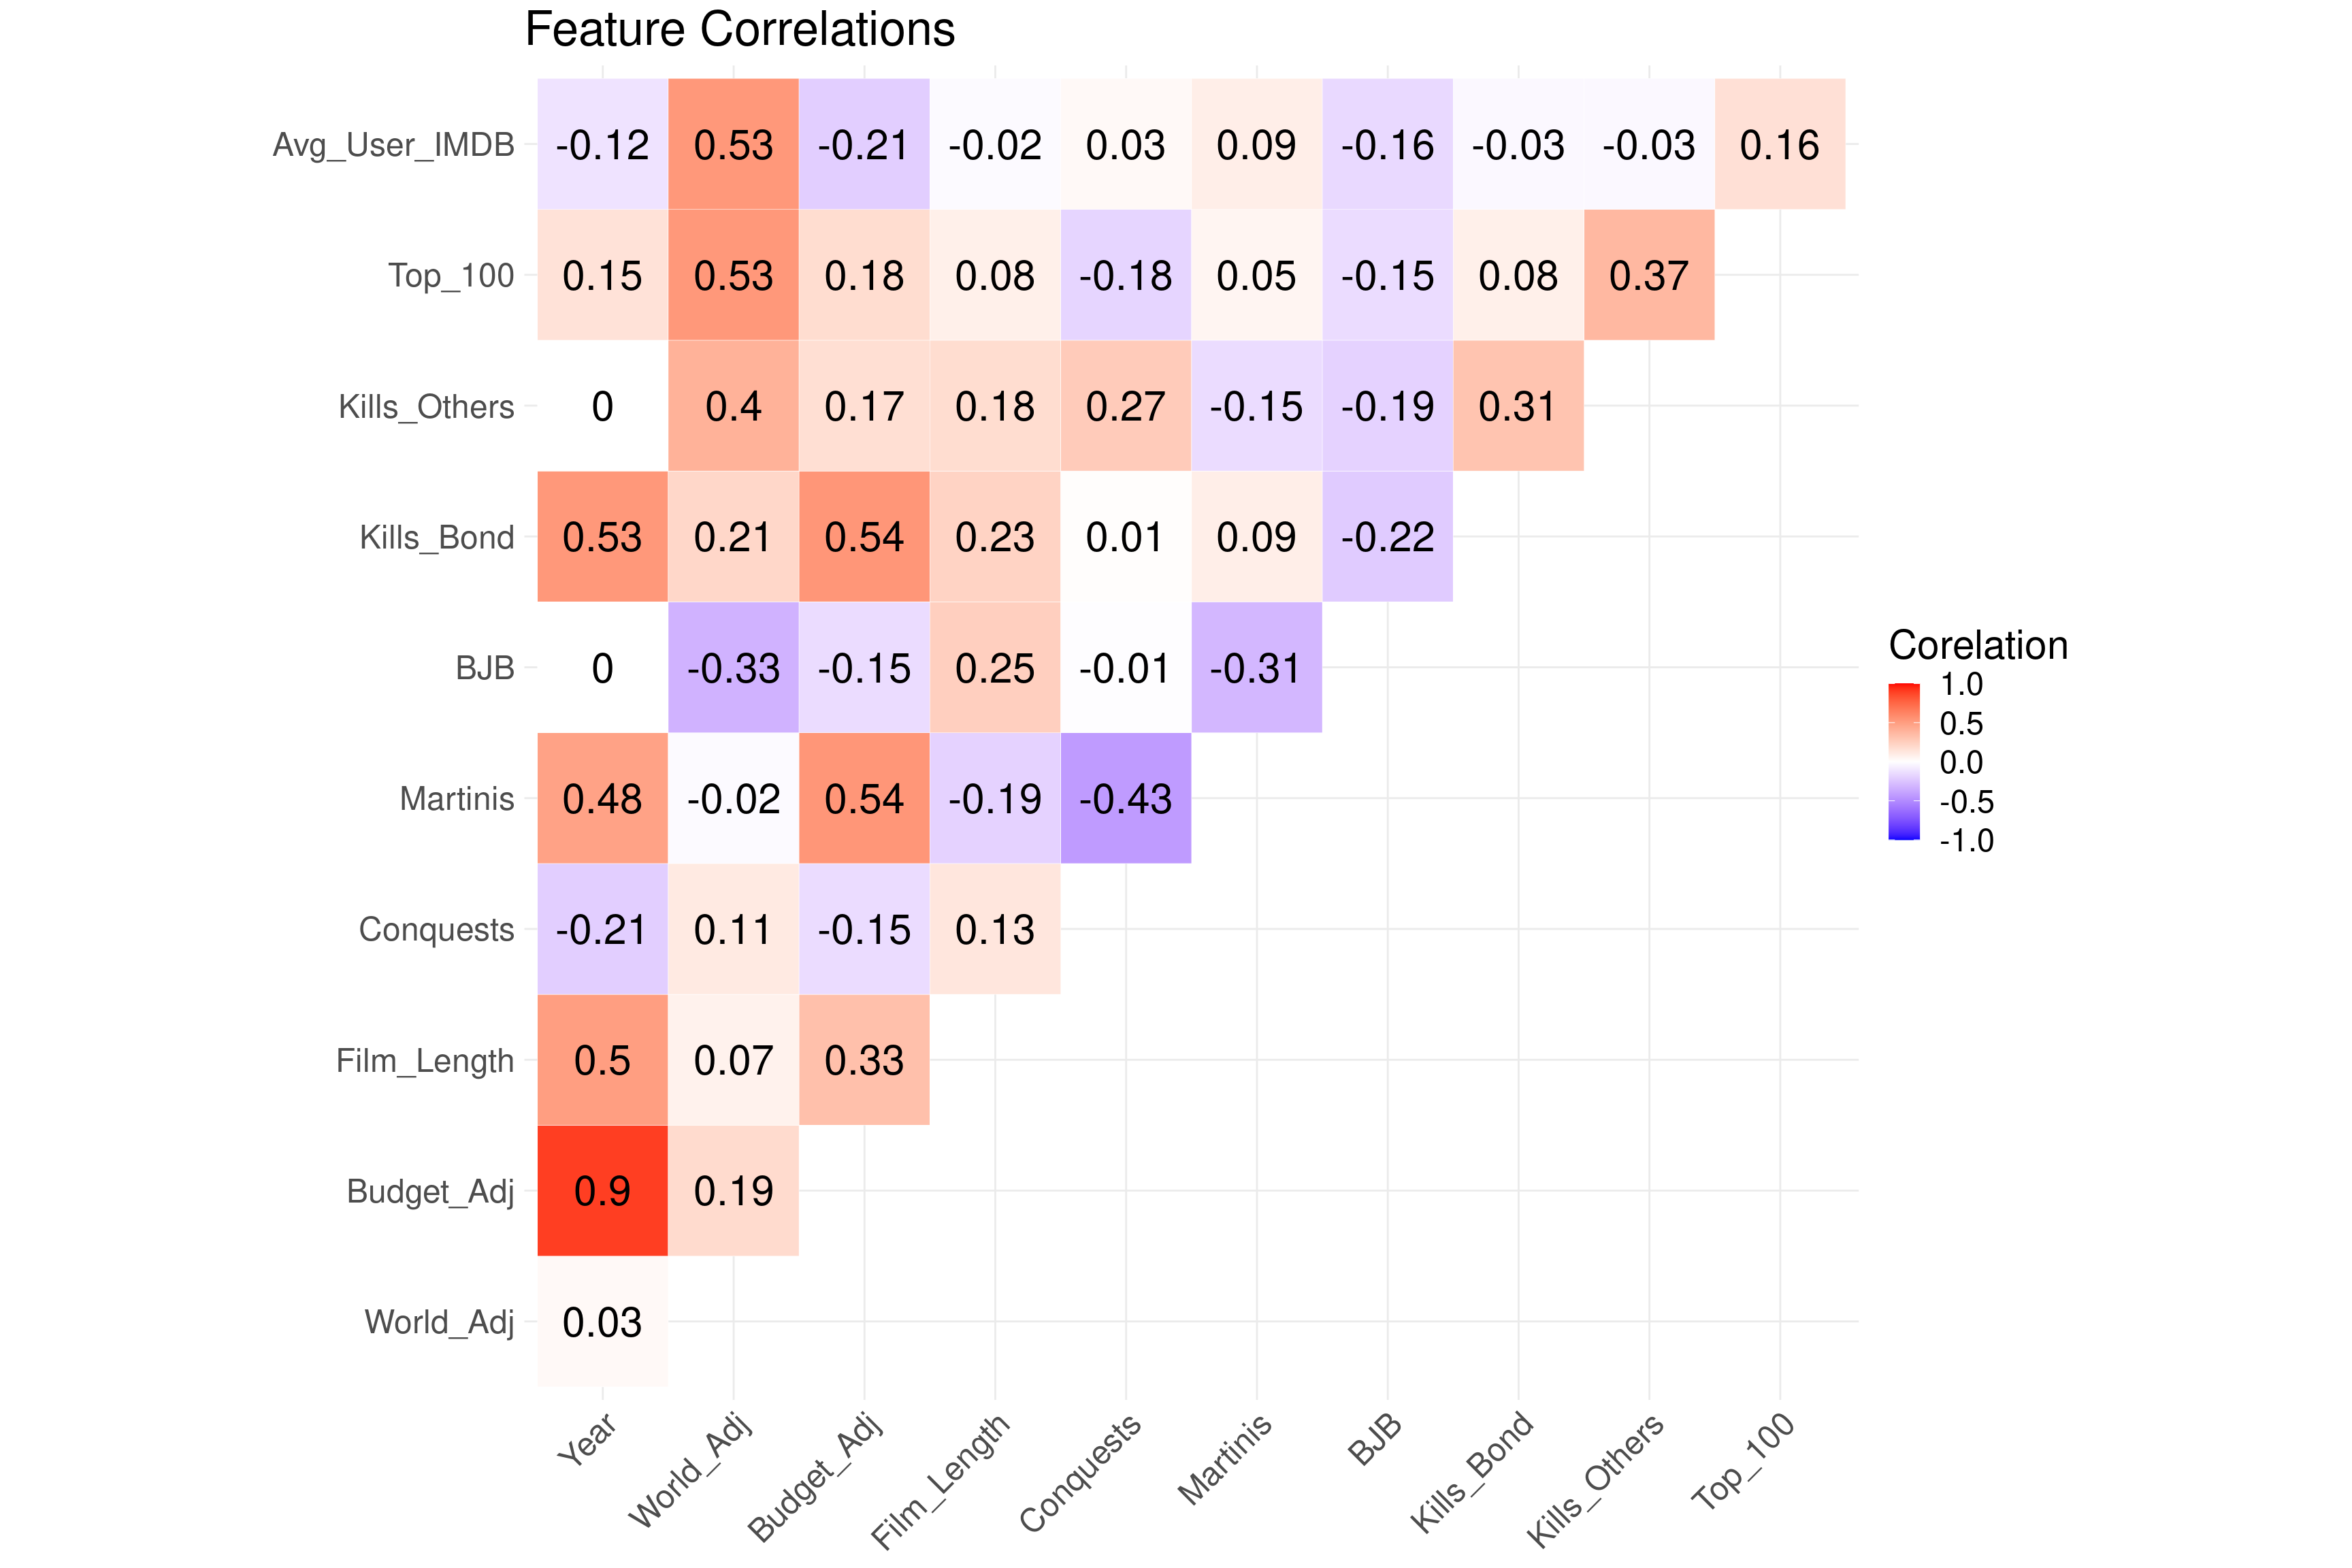 Feature Correlations
Avg_User_IMDB -0.12 0.53 -0.21 -0.02 0.03 0.09 -0.16 -0.03 -0.03 0.16
Top_100 0.15 0.53 0.18 0.08 -0.18 0.05 -0.15 0.08 0.37
Kills_Others 0 0.4 0.17 0.18 0.27 -0.15 -0.19 0.31
Kills_Bond 0.53 0.21 0.54 0.23 0.01 0.09 -0.22
BJB 0 -0.33 -0.15 0.25 -0.01 -0.31
Martinis 0.48 -0.02 0.54 -0.19 -0.43
Conquests -0.21 0.11 -0.15 0.13
Film_Length 0.5 0.07 0.33
Budget_Adj 0.9 0.19
World_Adj 0.03
Year World_Adj Budget_Adj Film_Length Conquests Martinis BJB Kills_Bond Kills_Others Top_100
Corelation
1.0
0.5
0.0
-0.5
-1.0